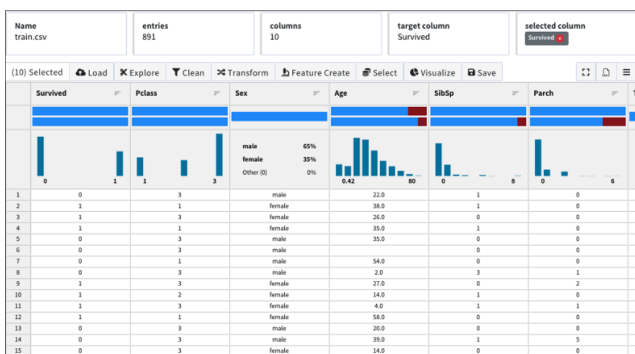 Name entries columns target column selected column
train.csv 891 10 Survived Survived x
(10) Selected Load Explore Clean Transform Feature Create Select Visualize Save
Survived Pclass Sex Age SibSp Parch T
male 65%
female 35%
Other (0) 0%
0 1 1 3 0.42 80 0 8 0 6
1 0 3 male 22.0 1 0
2 1 1 female 38.0 1 0
3 1 3 female 26.0 0 0
4 1 1 female 35.0 1 0
5 0 3 male 35.0 0 0
6 0 3 male 0 0
7 0 1 male 54.0 0 0
8 0 3 male 2.0 3 1
9 1 3 female 27.0 0 2
10 1 2 female 14.0 1 0
11 1 3 female 4.0 1 1
12 1 1 female 58.0 0 0
13 0 3 male 20.0 0 0
14 0 3 male 39.0 1 5
15 0 3 female 14.0 0 0